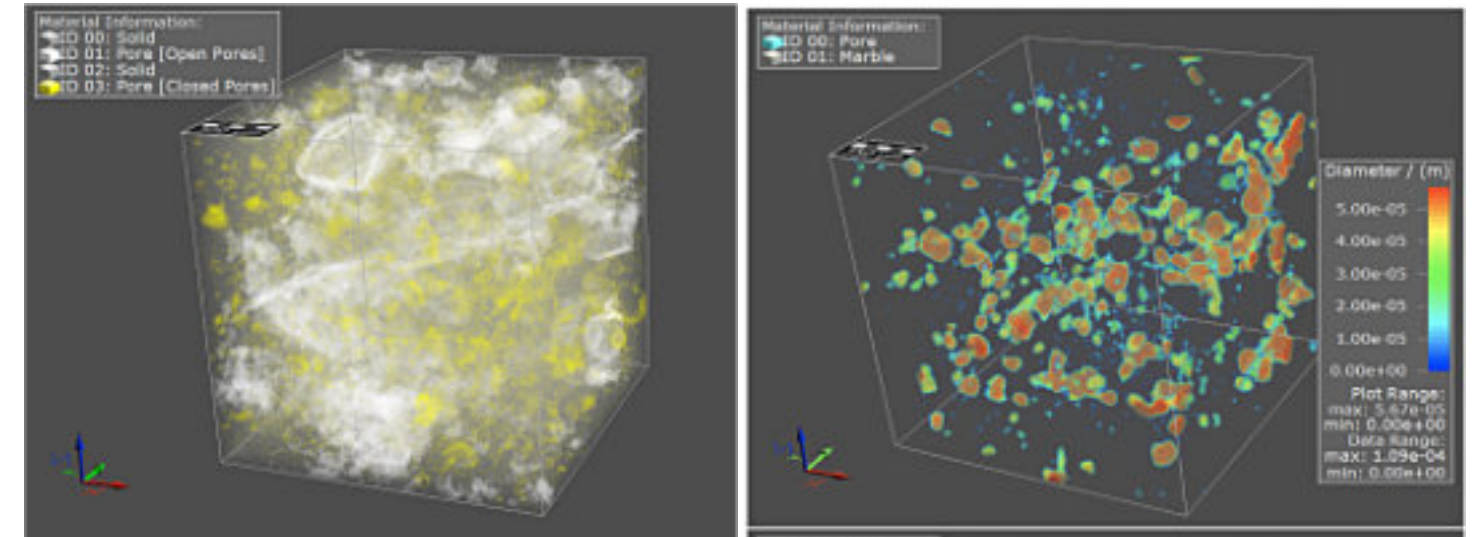 Material Information:
ID 00: Solid
ID 01: Pore [Open Pores]
ID 02: Solid
ID 03: Pore [Closed Pores]
Material Information:
ID 00: Pore
ID 01: Marble
Diameter / (m)
5.00e-05
4.00e-05
3.00e-05
2.00e-05
1.00e-05
0.00e+00
Plot Range:
max: 5.67e-05
min: 0.00e+00
Data Range:
max: 1.09e-04
min: 0.00e+00